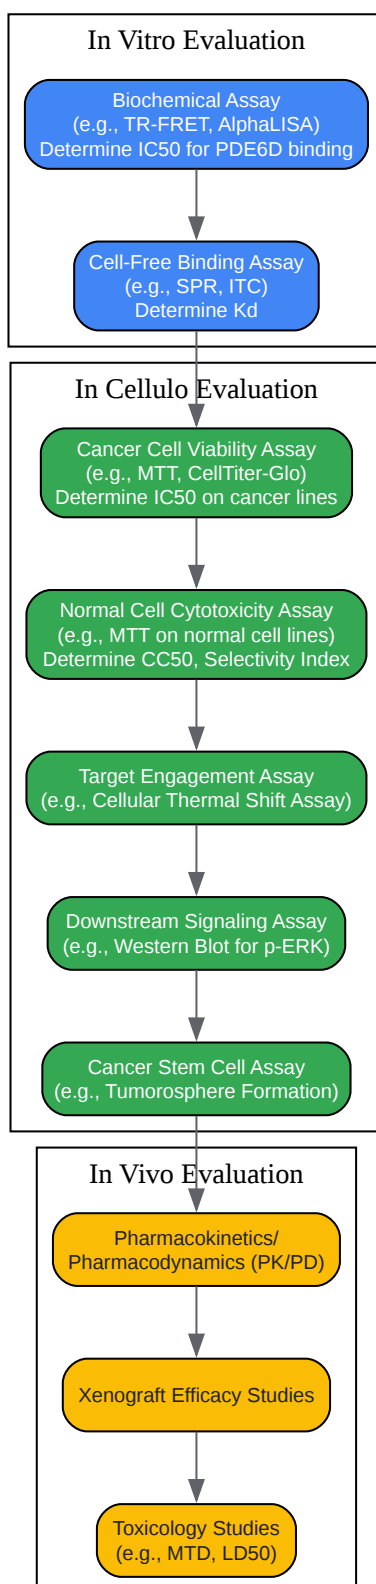 In Vitro Evaluation
Biochemical Assay
(e.g., TR-FRET, AlphaLISA)
Determine IC50 for PDE6D binding
Cell-Free Binding Assay
(e.g., SPR, ITC)
Determine Kd
In Cellulo Evaluation
Cancer Cell Viability Assay
(e.g., MTT, CellTiter-Glo)
Determine IC50 on cancer lines
Normal Cell Cytotoxicity Assay
(e.g., MTT on normal cell lines)
Determine CC50, Selectivity Index
Target Engagement Assay
(e.g., Cellular Thermal Shift Assay)
Downstream Signaling Assay
(e.g., Western Blot for p-ERK)
Cancer Stem Cell Assay
(e.g., Tumorosphere Formation)
In Vivo Evaluation
Pharmacokinetics/
Pharmacodynamics (PK/PD)
Xenograft Efficacy Studies
Toxicology Studies
(e.g., MTD, LD50)